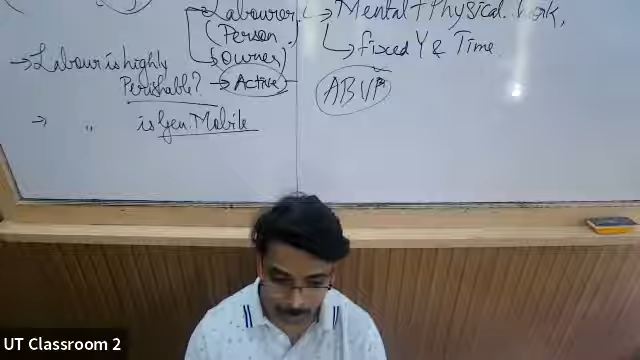 Labourer. → Mental + Physical Work,
(Person
Owner) → Fixed Y & Time
→ Labour is highly
Perishable? → Active
ABVP
→ " is Gen. Mobile
UT Classroom 2